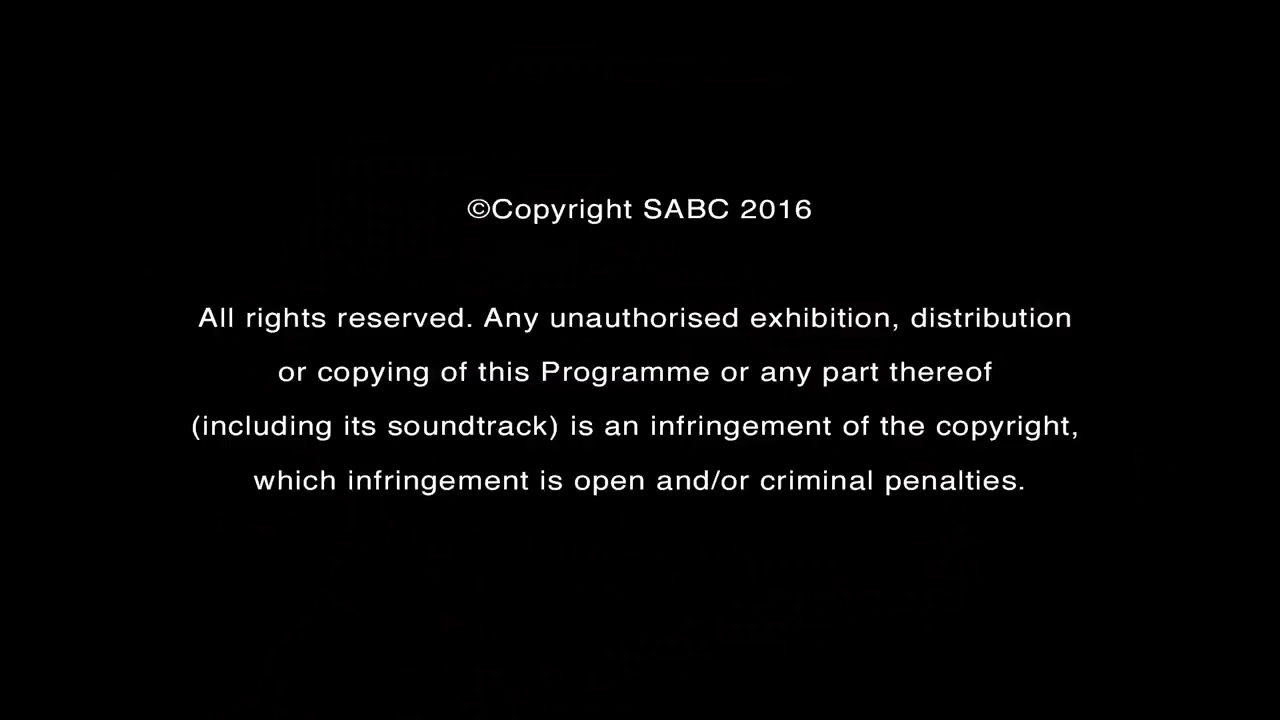 ©Copyright SABC 2016
All rights reserved. Any unauthorised exhibition, distribution
or copying of this Programme or any part thereof
(including its soundtrack) is an infringement of the copyright,
which infringement is open and/or criminal penalties.